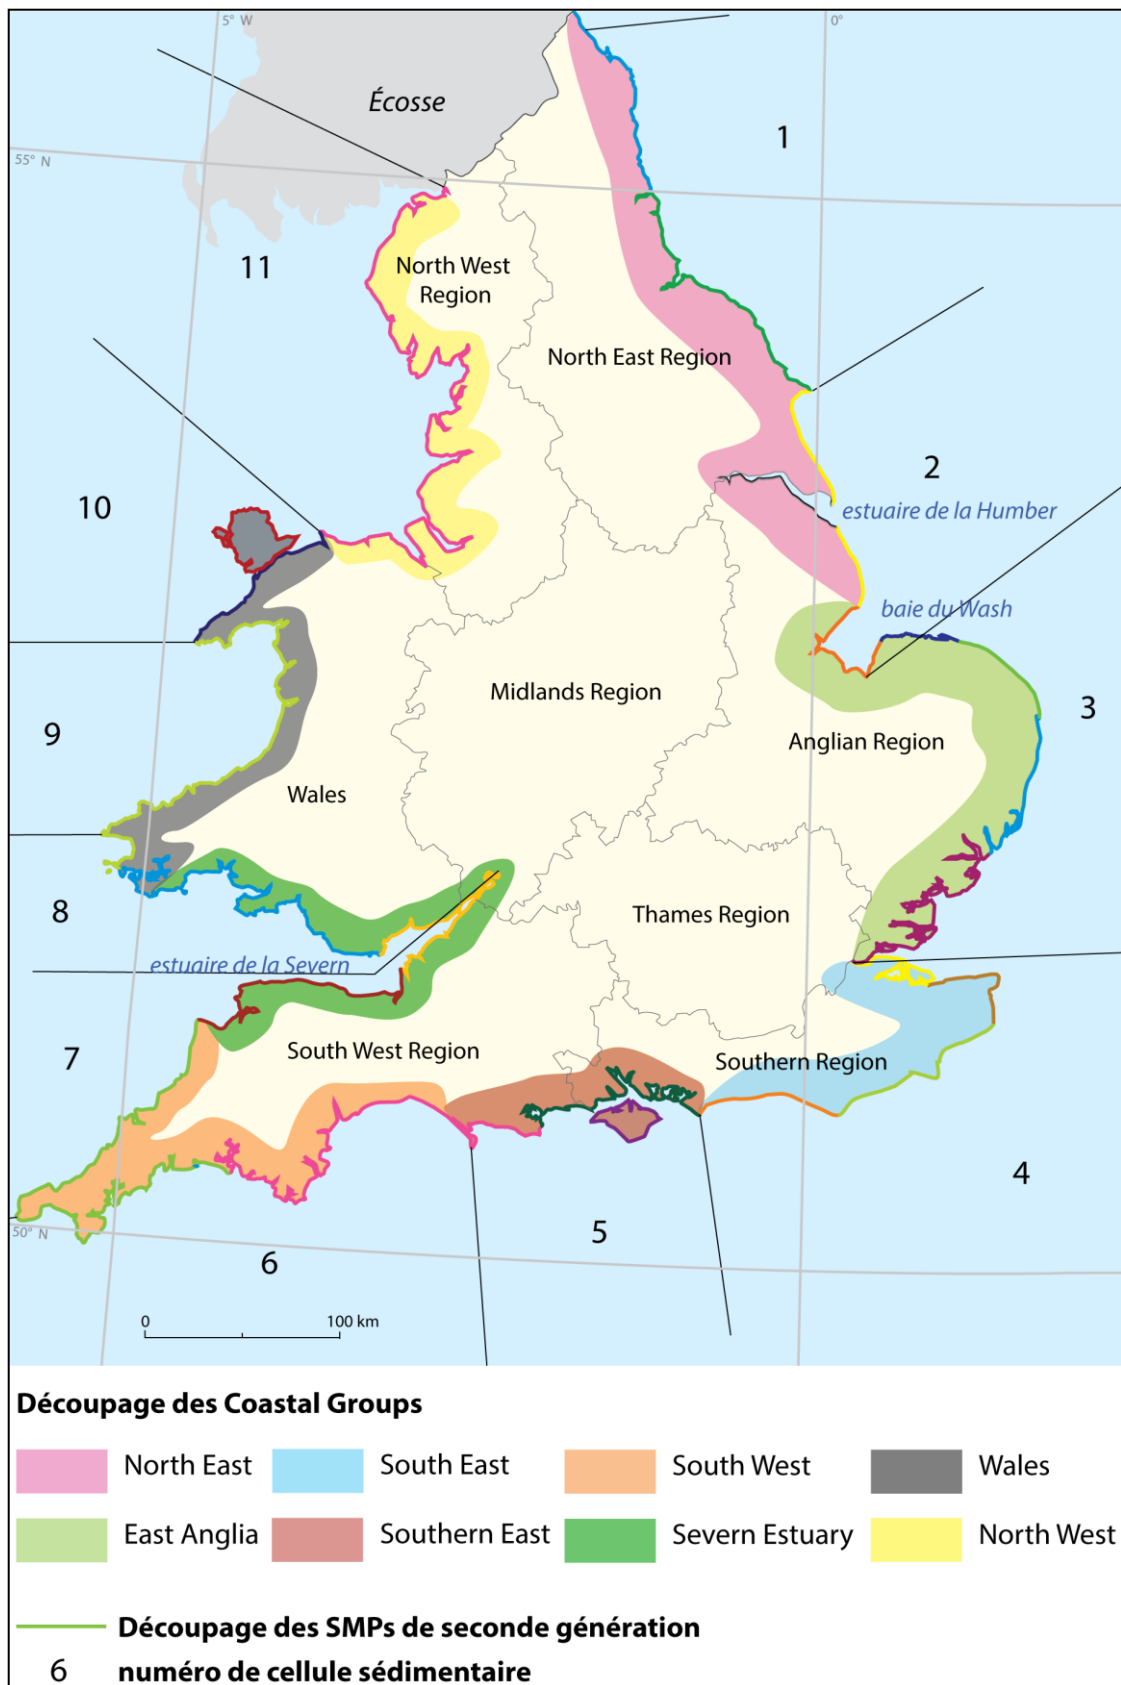 5° W
0°
Écosse
1
55° N
11
North West
Region
North East Region
2
10
estuaire de la Humber
baie du Wash
Midlands Region
3
9
Anglian Region
Wales
8
Thames Region
estuaire de la Severn
7
South West Region
Southern Region
4
50° N
5
6
0
100 km
Découpage des Coastal Groups
North East
South East
South West
Wales
East Anglia
Southern East
Severn Estuary
North West
Découpage des SMPs de seconde génération
6
numéro de cellule sédimentaire